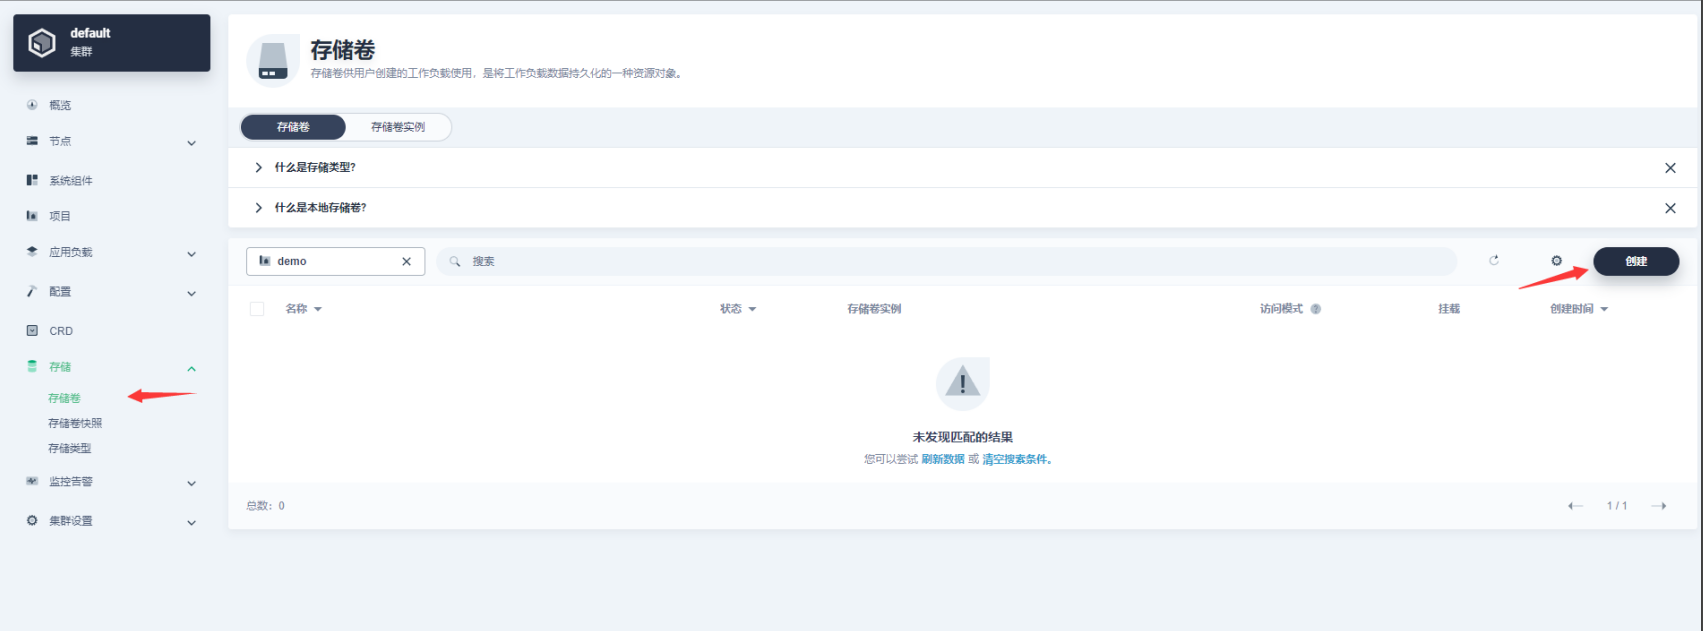 default
集群
概览
节点
系统组件
项目
应用负载
配置
CRD
存储
存储卷
存储卷快照
存储类型
监控告警
集群设置
存储卷
存储卷供用户创建的工作负载使用，是将工作负载数据持久化的一种资源对象。
存储卷 存储卷实例
什么是存储类型?
什么是本地存储卷?
demo 搜索 创建
名称 状态 存储卷实例 访问模式 ? 挂载 创建时间
未发现匹配的结果
您可以尝试 刷新数据 或 清空搜索条件。
总数: 0 1 / 1